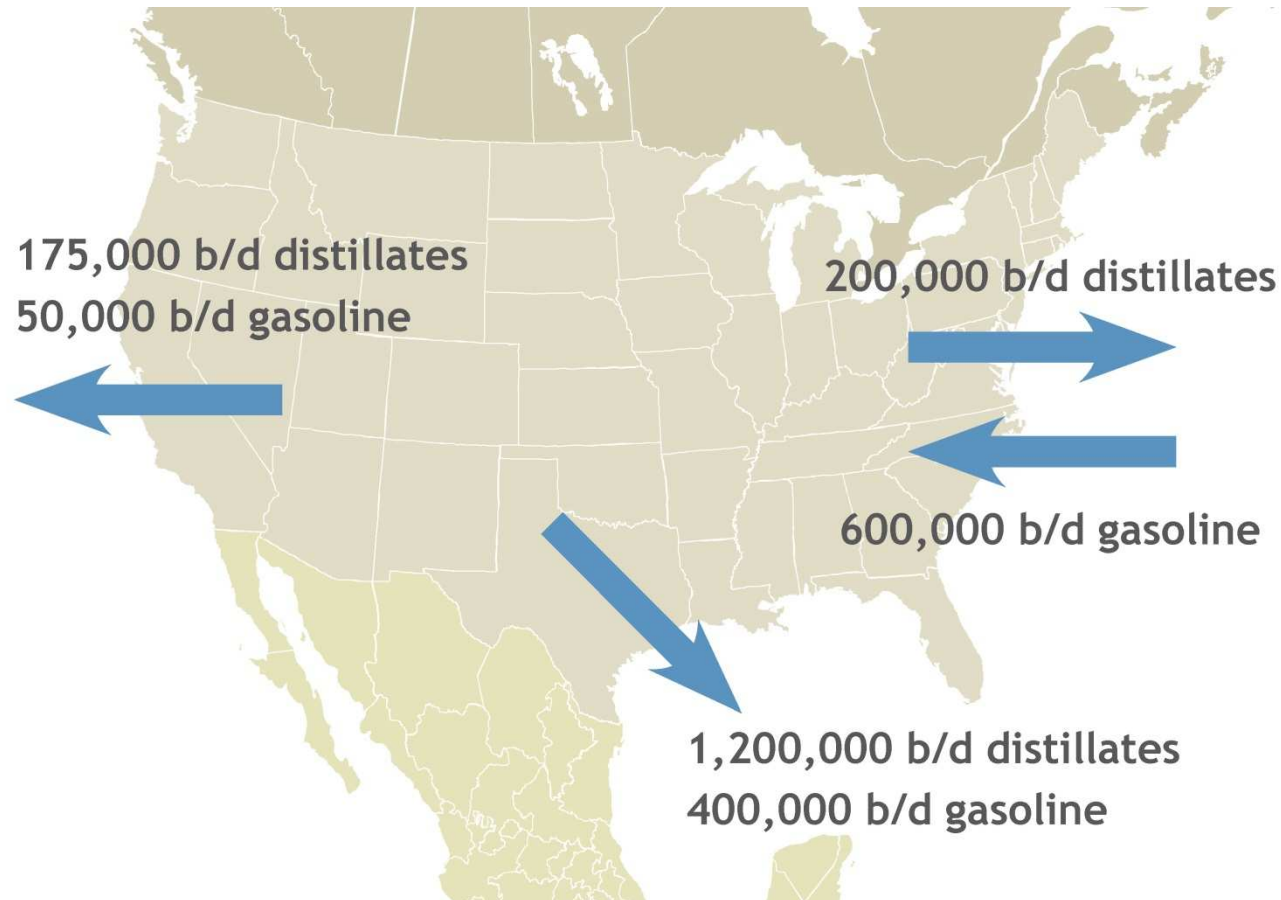 175,000 b/d distillates
50,000 b/d gasoline
200,000 b/d distillates
600,000 b/d gasoline
1,200,000 b/d distillates
400,000 b/d gasoline